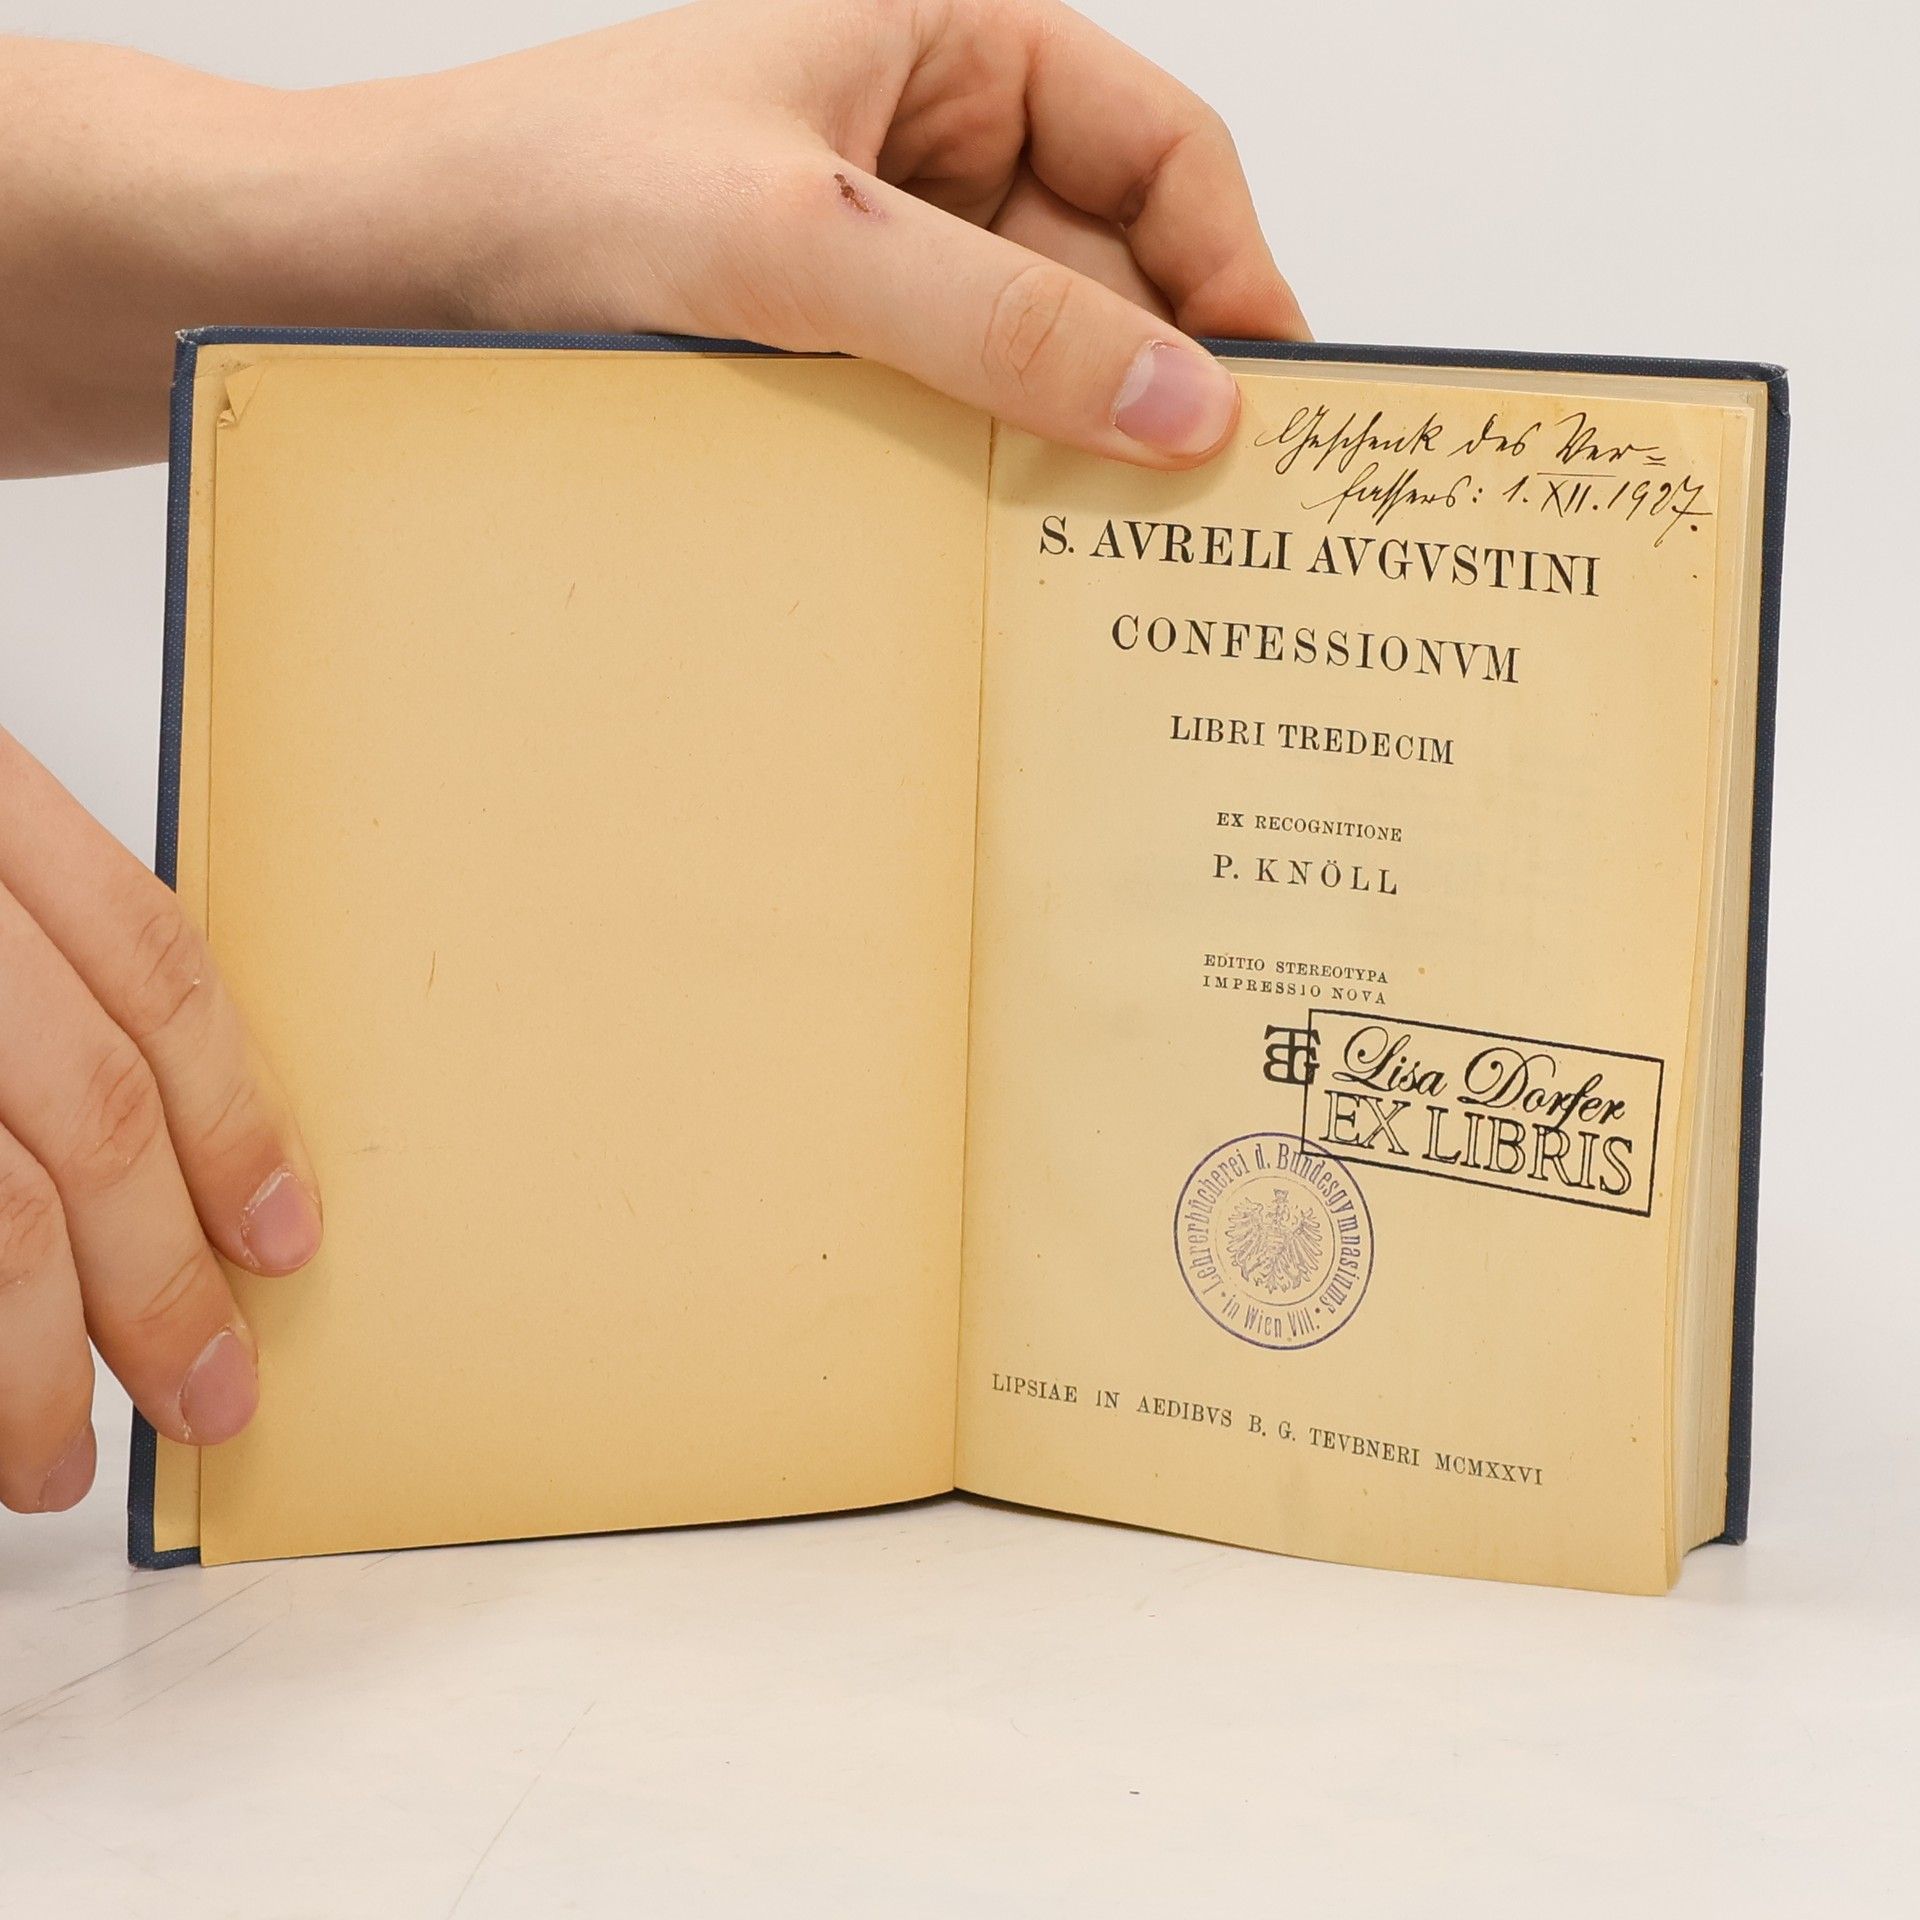 Geschenk des Ver=
fassers: 1. XII. 1927.
S. AVRELI AVGVSTINI
CONFESSIONVM
LIBRI TREDECIM
EX RECOGNITIONE
P. KNÖLL
EDITIO STEREOTYPA
IMPRESSIO NOVA
BTG
Lisa Dorfer
EX LIBRIS
Lehrerbücherei d. Bundesgymnasiums
• in Wien VIII. •
LIPSIAE IN AEDIBVS B. G. TEVBNERI MCMXXVI